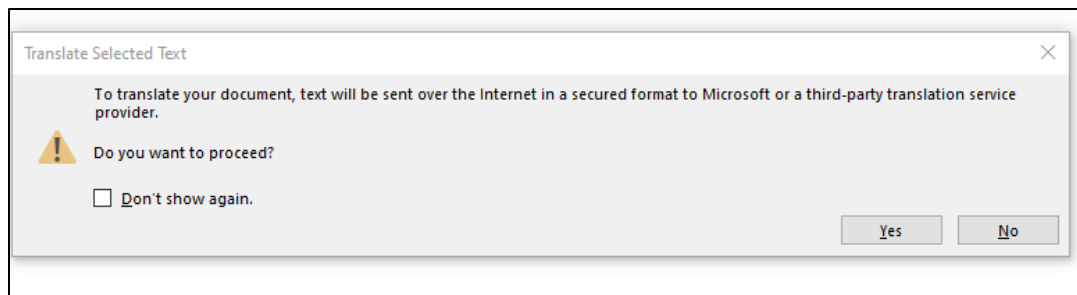 Translate Selected Text
To translate your document, text will be sent over the Internet in a secured format to Microsoft or a third-party translation service
provider.
Do you want to proceed?
Don't show again.
Yes No